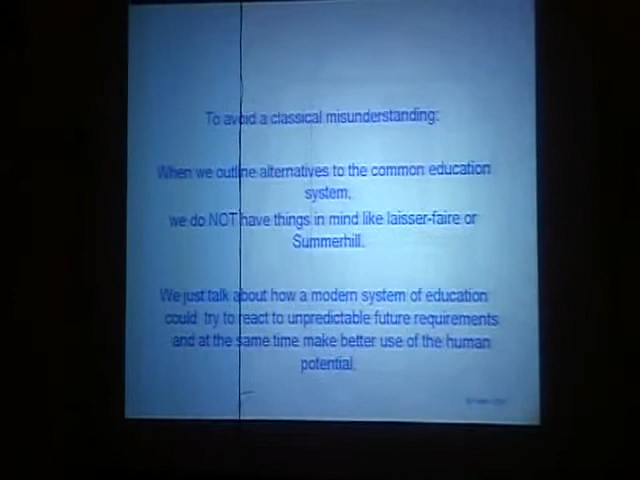 To avoid a classical misunderstanding:
When we outline alternatives to the common education
system,
we do NOT have things in mind like laisser-faire or
Summerhill.
We just talk about how a modern system of education
could try to react to unpredictable future requirements
and at the same time make better use of the human
potential.